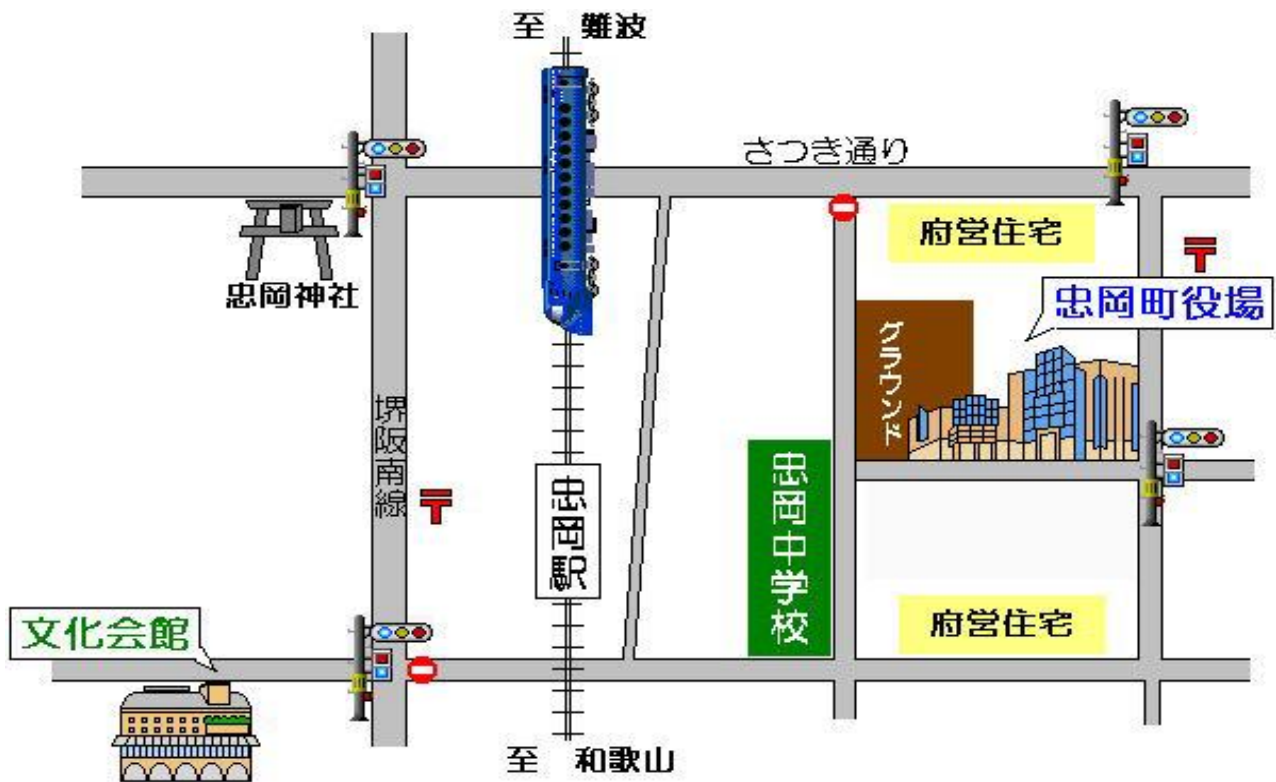 至 難波
さつき通り
府営住宅
忠岡神社
忠岡町役場
グラウンド
堺阪南線
忠岡駅
忠岡中学校
文化会館
府営住宅
至 和歌山